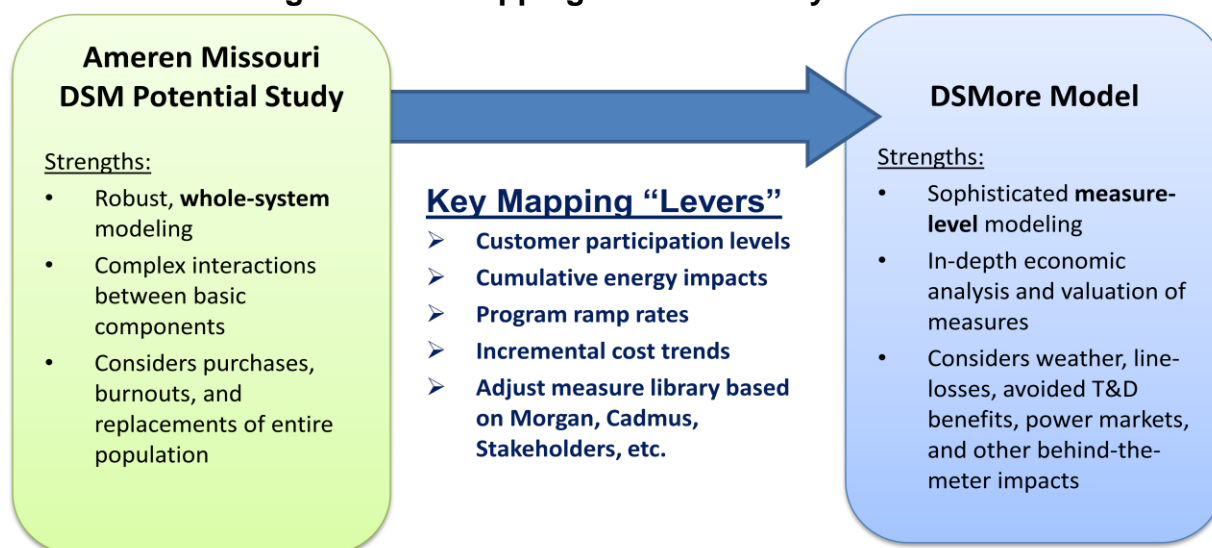 Ameren Missouri
DSM Potential Study
Strengths:
• Robust, whole-system
modeling
• Complex interactions
between basic
components
• Considers purchases,
burnouts, and
replacements of entire
population
Key Mapping “Levers”
➢ Customer participation levels
➢ Cumulative energy impacts
➢ Program ramp rates
➢ Incremental cost trends
➢ Adjust measure library based
on Morgan, Cadmus,
Stakeholders, etc.
DSMore Model
Strengths:
• Sophisticated measure-
level modeling
• In-depth economic
analysis and valuation of
measures
• Considers weather, line-
losses, avoided T&D
benefits, power markets,
and other behind-the-
meter impacts